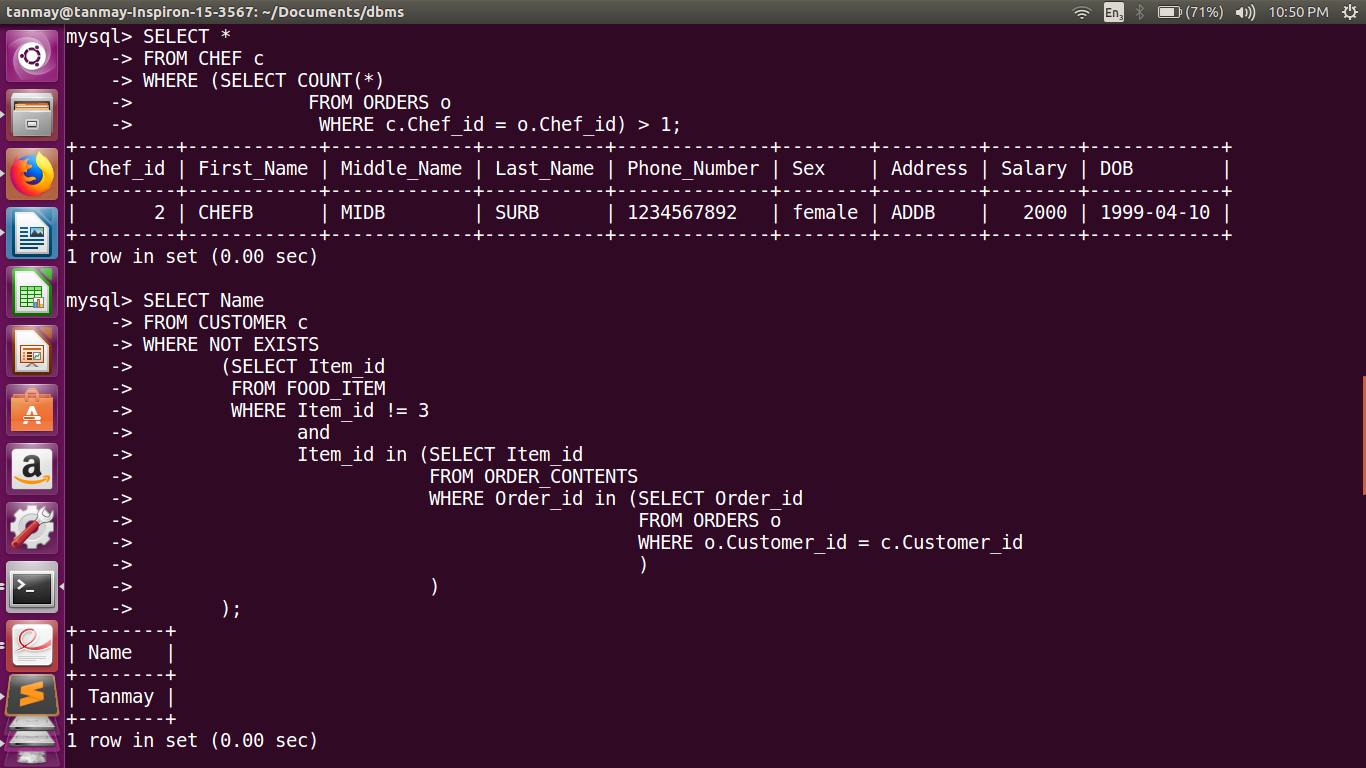 tanmay@tanmay-Inspiron-15-3567: ~/Documents/dbms En3 (71%) 10:50 PM
mysql> SELECT *
    -> FROM CHEF c
    -> WHERE (SELECT COUNT(*)
    ->                FROM ORDERS o
    ->                 WHERE c.Chef_id = o.Chef_id) > 1;
+---------+------------+-------------+-----------+--------------+--------+---------+--------+------------+
| Chef_id | First_Name | Middle_Name | Last_Name | Phone_Number | Sex    | Address | Salary | DOB        |
+---------+------------+-------------+-----------+--------------+--------+---------+--------+------------+
|       2 | CHEFB      | MIDB        | SURB      | 1234567892   | female | ADDB    |   2000 | 1999-04-10 |
+---------+------------+-------------+-----------+--------------+--------+---------+--------+------------+
1 row in set (0.00 sec)
mysql> SELECT Name
    -> FROM CUSTOMER c
    -> WHERE NOT EXISTS
    ->        (SELECT Item_id
    ->         FROM FOOD_ITEM
    ->         WHERE Item_id != 3
    ->               and
    ->               Item_id in (SELECT Item_id
    ->                           FROM ORDER_CONTENTS
    ->                           WHERE Order_id in (SELECT Order_id
    ->                                              FROM ORDERS o
    ->                                              WHERE o.Customer_id = c.Customer_id
    ->                                              )
    ->                           )
    ->        );
+--------+
| Name   |
+--------+
| Tanmay |
+--------+
1 row in set (0.00 sec)